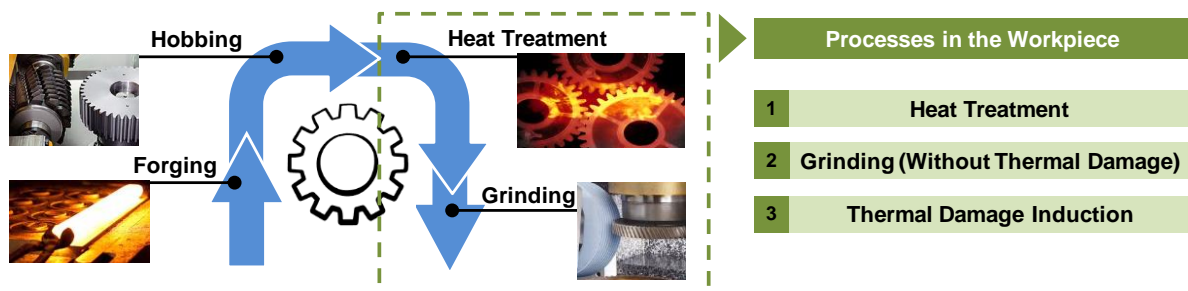 Hobbing
Heat Treatment
Forging
Grinding
Processes in the Workpiece
1 Heat Treatment
2 Grinding (Without Thermal Damage)
3 Thermal Damage Induction